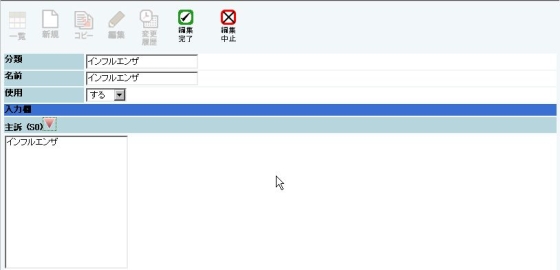 一覧 新規 コピー 編集 変更履歴 編集完了 編集中止
分類 インフルエンザ
名前 インフルエンザ
使用 する
入力欄
主訴 (SO)
インフルエンザ